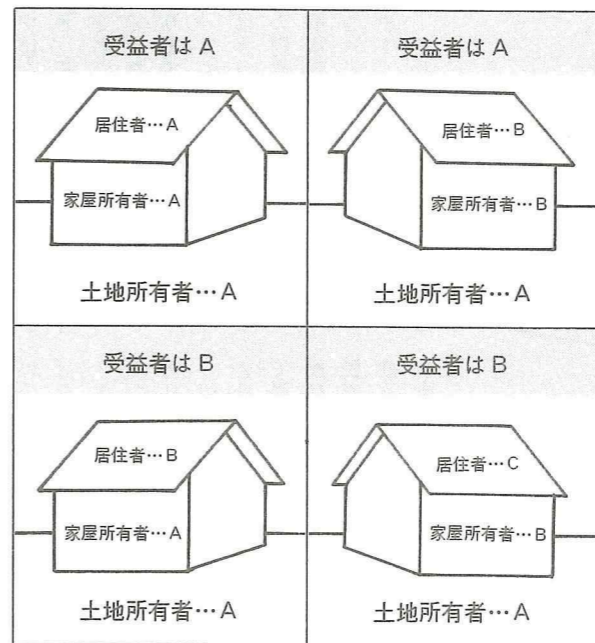 受益者は A
居住者…A
家屋所有者…A
土地所有者…A
受益者は A
居住者…B
家屋所有者…B
土地所有者…A
受益者は B
居住者…B
家屋所有者…A
土地所有者…A
受益者は B
居住者…C
家屋所有者…B
土地所有者…A